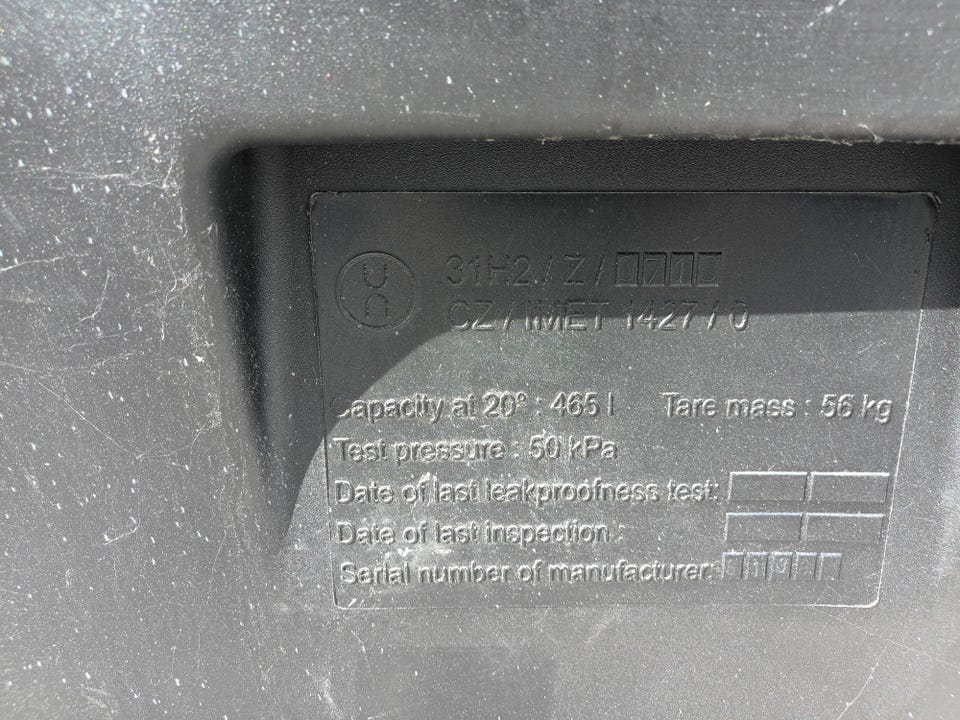 UN 31H2 / Z / 0710
CZ / IMET 1427 / 0
Capacity at 20° : 465 l Tare mass : 56 kg
Test pressure : 50 kPa
Date of last leakproofness test:
Date of last inspection :
Serial number of manufacturer: